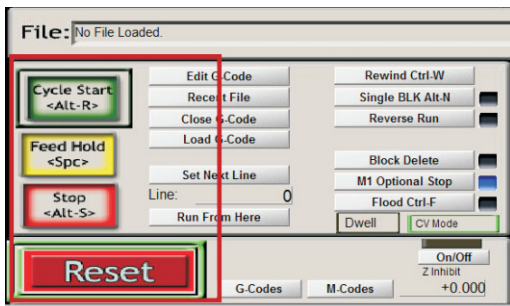 File: No File Loaded.
Cycle Start
<Alt-R>
Feed Hold
<Spc>
Stop
<Alt-S>
Reset
Edit G-Code
Recent File
Close G-Code
Load G-Code
Set Next Line
Line: 0
Run From Here
Rewind Ctrl-W
Single BLK Alt-N
Reverse Run
Block Delete
M1 Optional Stop
Flood Ctrl-F
Dwell CV Mode
G-Codes M-Codes
On/Off
Z Inhibit
+0.000